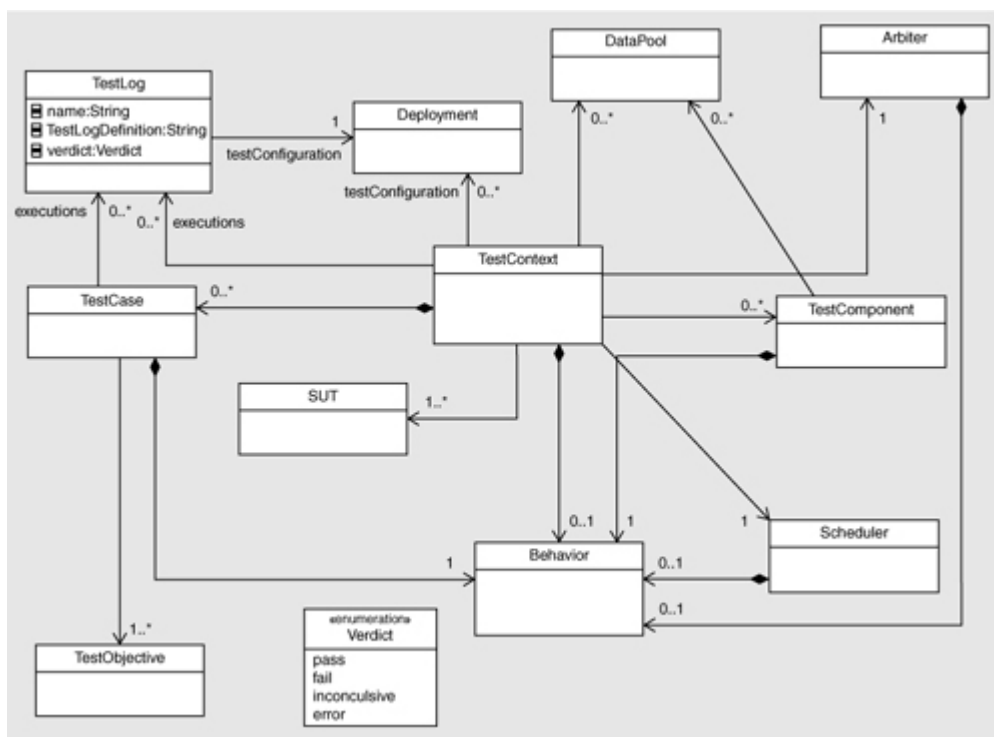 DataPool
Arbiter
TestLog
name:String
TestLogDefinition:String
verdict:Verdict
1
testConfiguration
Deployment
testConfiguration
0..*
0..*
0..*
1
executions
0..*
0..*
executions
TestContext
TestCase
0..*
0..*
TestComponent
SUT
1..*
0..1
1
1
Scheduler
Behavior
1
0..1
0..1
1..*
TestObjective
«enumeration»
Verdict
pass
fail
inconculsive
error